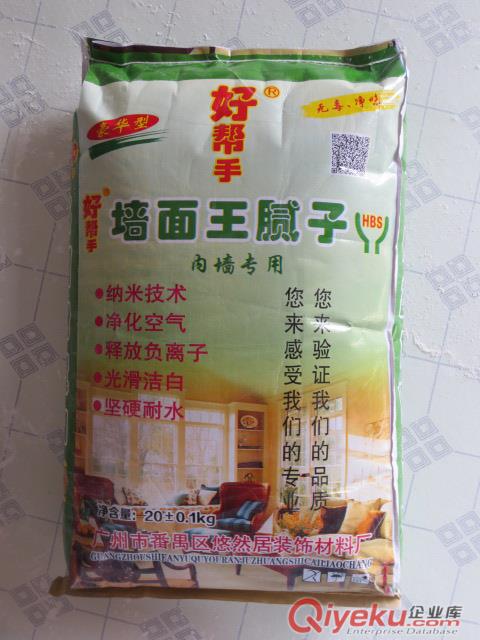 好帮手®
豪华型
无毒、净味
好帮手®
墙面王腻子
HBS
内墙专用
•纳米技术
•净化空气
•释放负离子
•光滑洁白
•坚硬耐水
您来验证我们的品质
您来感受我们的专业
净含量：20±0.1kg
广州市番禺区悠然居装饰材料厂
GUANGZHOUSHIFANYUQUYOURANJUZHUANGSHICAILIAOCHANG
Qiyeku.com企业库
Enterprise Database